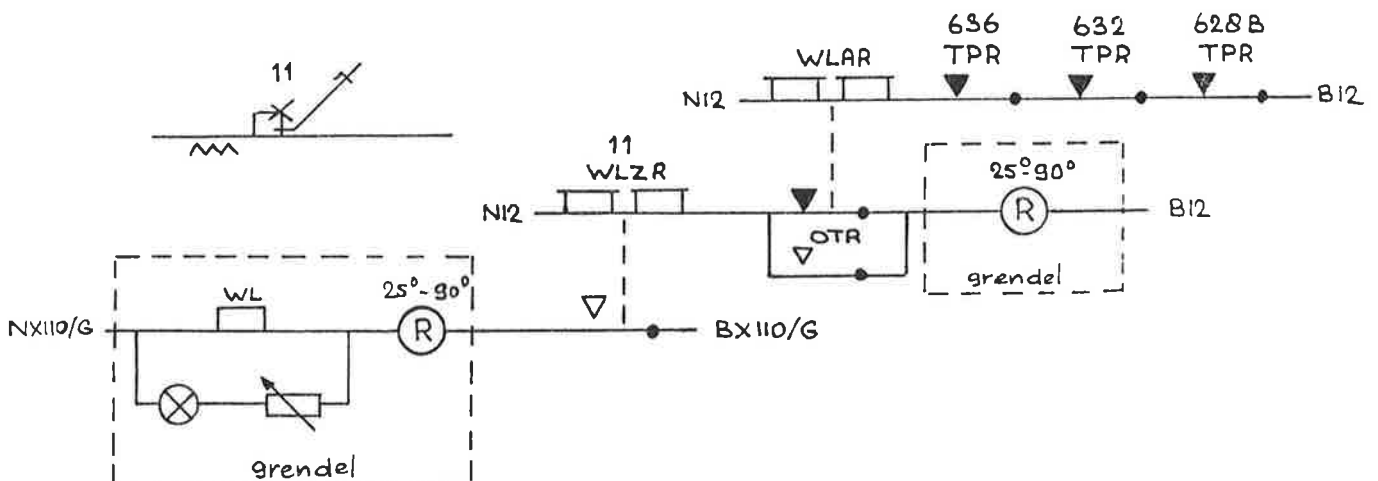 636 632 628B
TPR TPR TPR
WLAR
N12 B12
11
11
WLZR
25°-90°
N12 R B12
OTR
grendel
WL
25°-90°
NX110/G R BX110/G
grendel